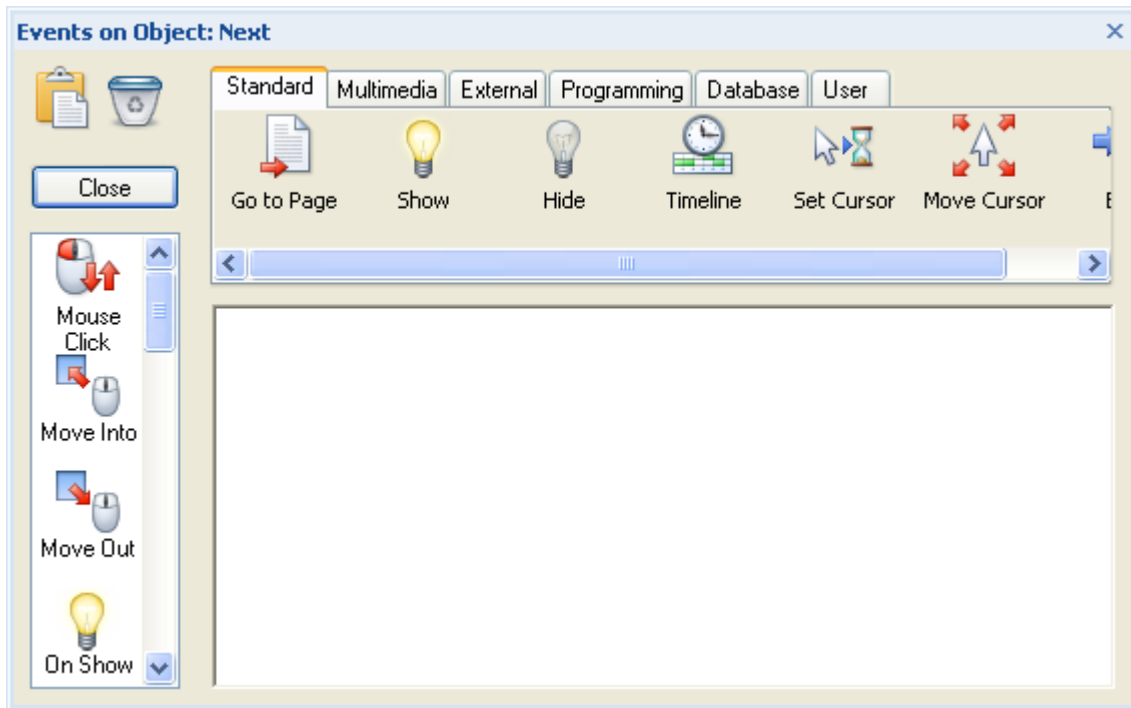 Events on Object: Next
Standard Multimedia External Programming Database User
Go to Page Show Hide Timeline Set Cursor Move Cursor
Close
Mouse
Click
Move Into
Move Out
On Show